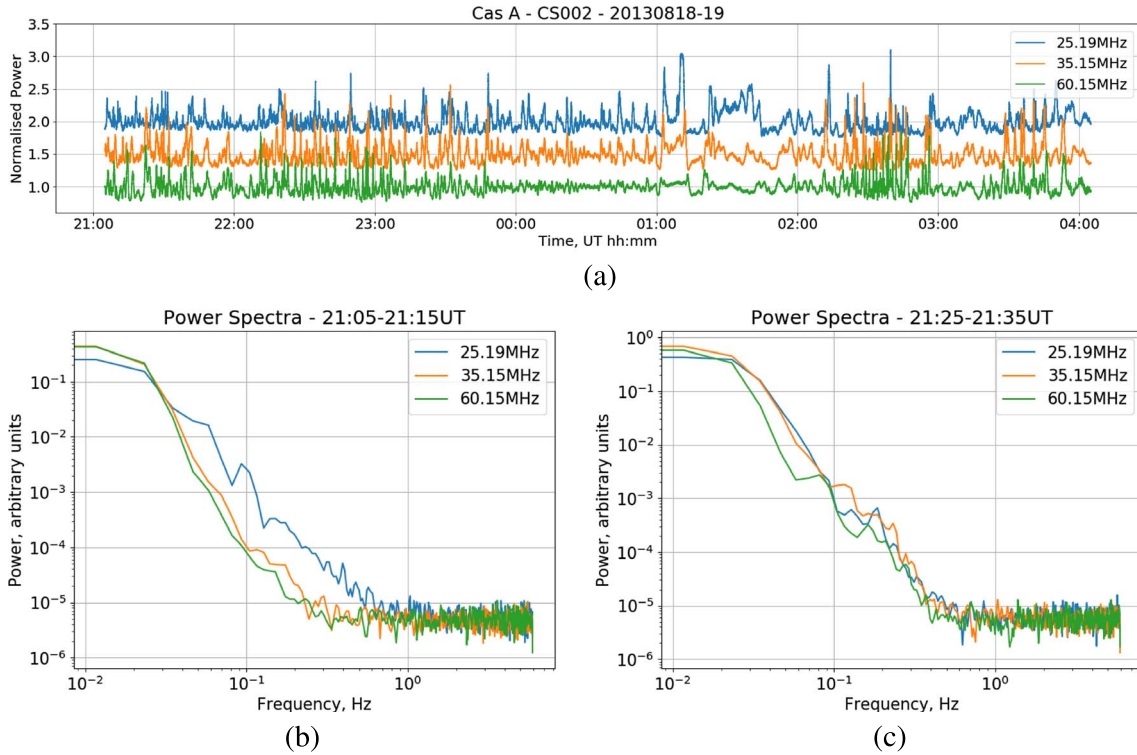 Cas A - CS002 - 20130818-19
Normalised Power
3.5
3.0
2.5
2.0
1.5
1.0
25.19MHz
35.15MHz
60.15MHz
21:00 22:00 23:00 00:00 01:00 02:00 03:00 04:00
Time, UT hh:mm
(a)
Power Spectra - 21:05-21:15UT
Power, arbitrary units
10⁻¹
10⁻²
10⁻³
10⁻⁴
10⁻⁵
10⁻⁶
25.19MHz
35.15MHz
60.15MHz
10⁻² 10⁻¹ 10⁰
Frequency, Hz
(b)
Power Spectra - 21:25-21:35UT
Power, arbitrary units
10⁰
10⁻¹
10⁻²
10⁻³
10⁻⁴
10⁻⁵
10⁻⁶
25.19MHz
35.15MHz
60.15MHz
10⁻² 10⁻¹ 10⁰
Frequency, Hz
(c)